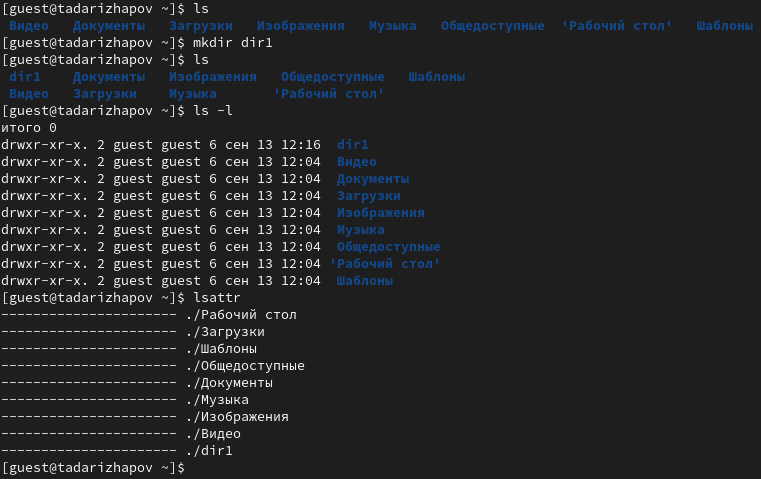 [guest@tadarizhapov ~]$ ls
Видео Документы Загрузки Изображения Музыка Общедоступные 'Рабочий стол' Шаблоны
[guest@tadarizhapov ~]$ mkdir dir1
[guest@tadarizhapov ~]$ ls
dir1 Документы Изображения Общедоступные Шаблоны
Видео Загрузки Музыка 'Рабочий стол'
[guest@tadarizhapov ~]$ ls -l
итого 0
drwxr-xr-x. 2 guest guest 6 сен 13 12:16 dir1
drwxr-xr-x. 2 guest guest 6 сен 13 12:04 Видео
drwxr-xr-x. 2 guest guest 6 сен 13 12:04 Документы
drwxr-xr-x. 2 guest guest 6 сен 13 12:04 Загрузки
drwxr-xr-x. 2 guest guest 6 сен 13 12:04 Изображения
drwxr-xr-x. 2 guest guest 6 сен 13 12:04 Музыка
drwxr-xr-x. 2 guest guest 6 сен 13 12:04 Общедоступные
drwxr-xr-x. 2 guest guest 6 сен 13 12:04 'Рабочий стол'
drwxr-xr-x. 2 guest guest 6 сен 13 12:04 Шаблоны
[guest@tadarizhapov ~]$ lsattr
---------------------- ./Рабочий стол
---------------------- ./Загрузки
---------------------- ./Шаблоны
---------------------- ./Общедоступные
---------------------- ./Документы
---------------------- ./Музыка
---------------------- ./Изображения
---------------------- ./Видео
---------------------- ./dir1
[guest@tadarizhapov ~]$